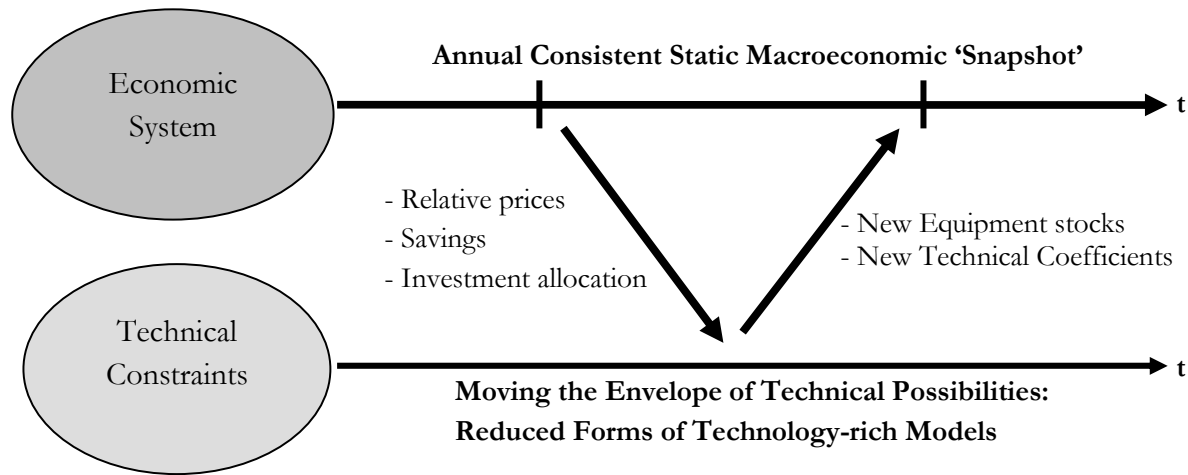 Annual Consistent Static Macroeconomic ‘Snapshot’
Economic
System
t
- Relative prices
- Savings
- Investment allocation
- New Equipment stocks
- New Technical Coefficients
Technical
Constraints
t
Moving the Envelope of Technical Possibilities:
Reduced Forms of Technology-rich Models